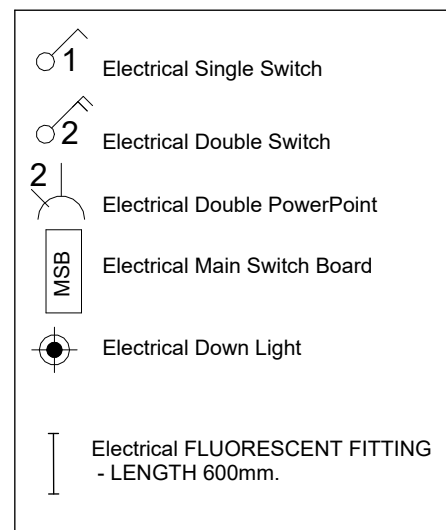 1 Electrical Single Switch
2 Electrical Double Switch
2
Electrical Double PowerPoint
MSB Electrical Main Switch Board
Electrical Down Light
Electrical FLUORESCENT FITTING
- LENGTH 600mm.